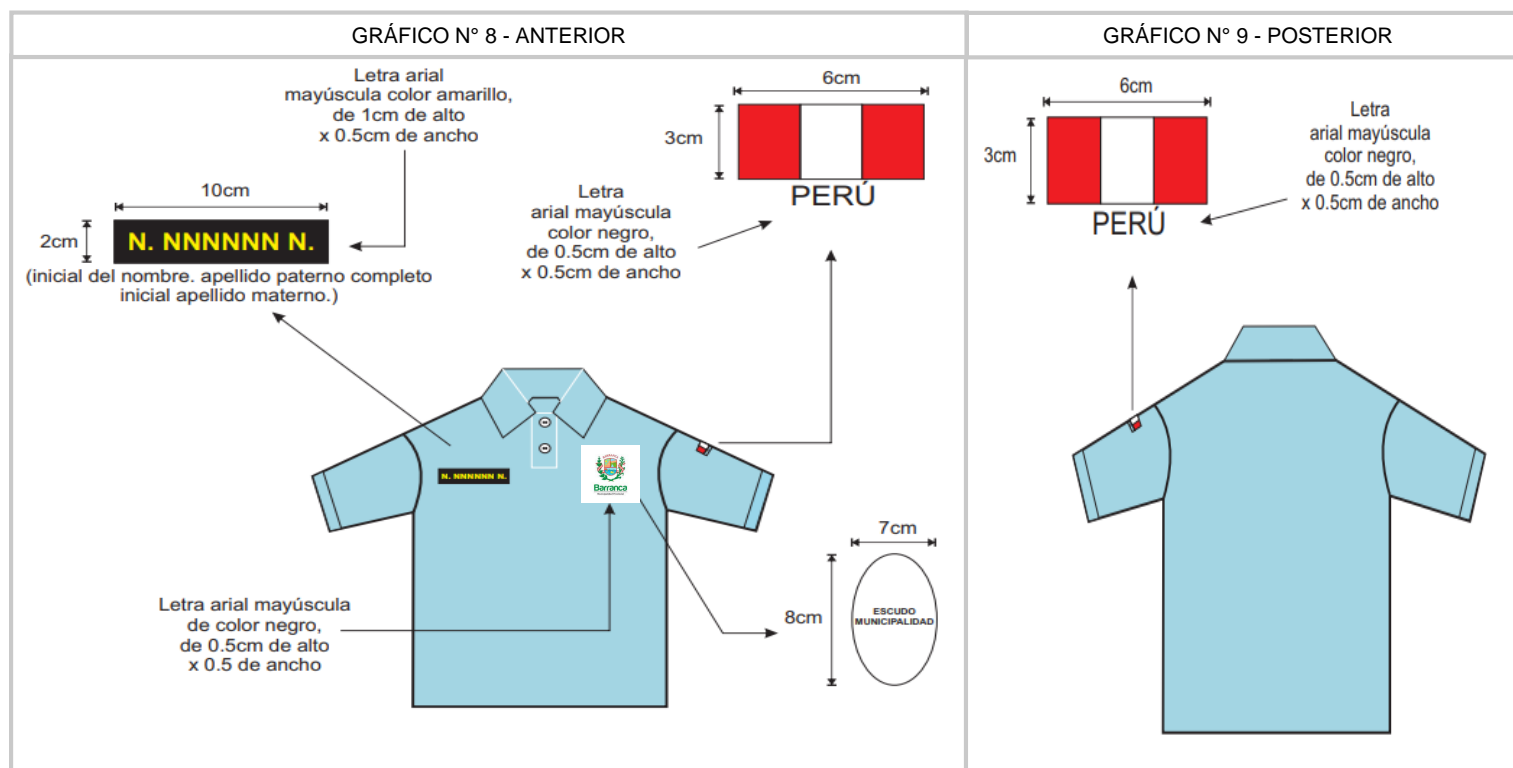 GRÁFICO N° 8 - ANTERIOR
Letra arial
mayúscula color amarillo,
de 1cm de alto
x 0.5cm de ancho
10cm
2cm
N. NNNNNN N.
(inicial del nombre. apellido paterno completo
inicial apellido materno.)
6cm
3cm
PERÚ
Letra
arial mayúscula
color negro,
de 0.5cm de alto
x 0.5cm de ancho
N. NNNNNN N.
Barranca
Letra arial mayúscula
de color negro,
de 0.5cm de alto
x 0.5 de ancho
7cm
8cm
ESCUDO
MUNICIPALIDAD
GRÁFICO N° 9 - POSTERIOR
6cm
3cm
PERÚ
Letra
arial mayúscula
color negro,
de 0.5cm de alto
x 0.5cm de ancho